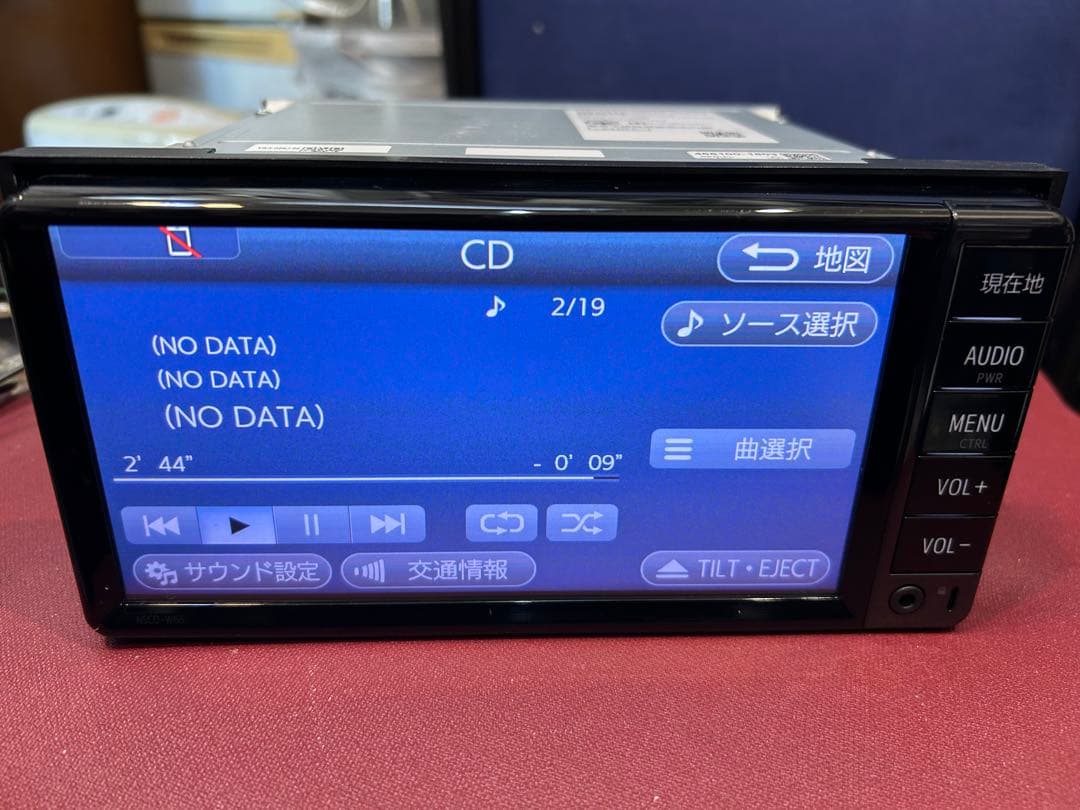 CD
地図
2/19
ソース選択
(NO DATA)
(NO DATA)
(NO DATA)
曲選択
2' 44" - 0' 09"
サウンド設定
交通情報
TILT・EJECT
現在地
AUDIO
PWR
MENU
CTRL
VOL+
VOL-